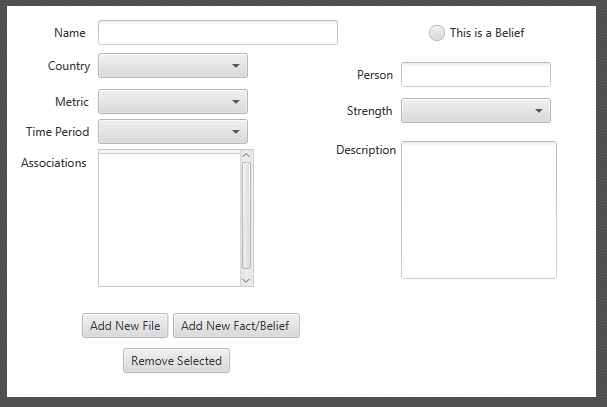 Name
This is a Belief
Country
Person
Metric
Strength
Time Period
Description
Associations
Add New File
Add New Fact/Belief
Remove Selected